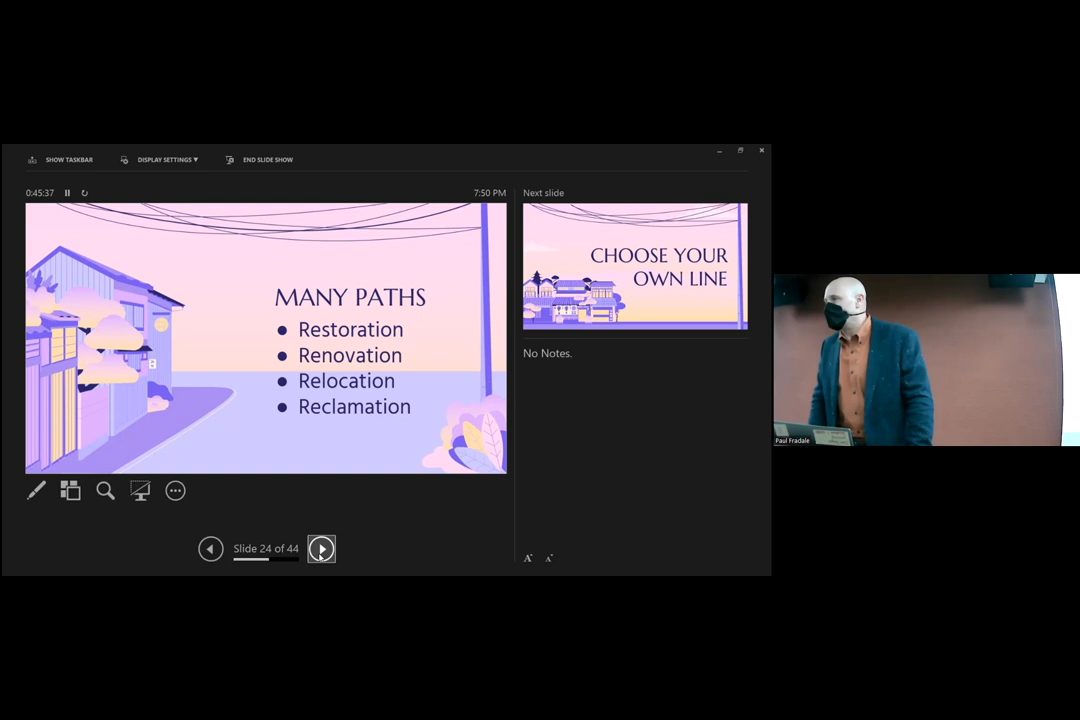 SHOW TASKBAR
DISPLAY SETTINGS ▼
END SLIDE SHOW
0:45:37
7:50 PM
MANY PATHS
● Restoration
● Renovation
● Relocation
● Reclamation
Slide 24 of 44
Next slide
CHOOSE YOUR
OWN LINE
No Notes.
A A
Paul Fradale